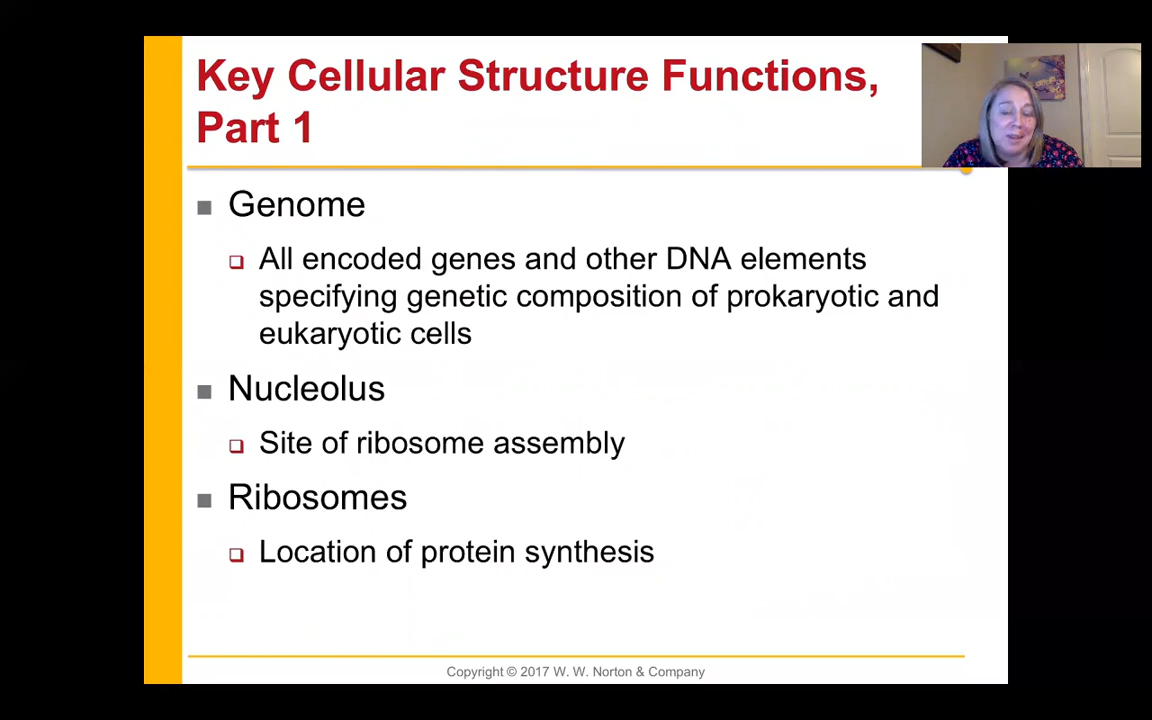 Key Cellular Structure Functions,
Part 1
Genome
All encoded genes and other DNA elements
specifying genetic composition of prokaryotic and
eukaryotic cells
Nucleolus
Site of ribosome assembly
Ribosomes
Location of protein synthesis
Copyright © 2017 W. W. Norton & Company